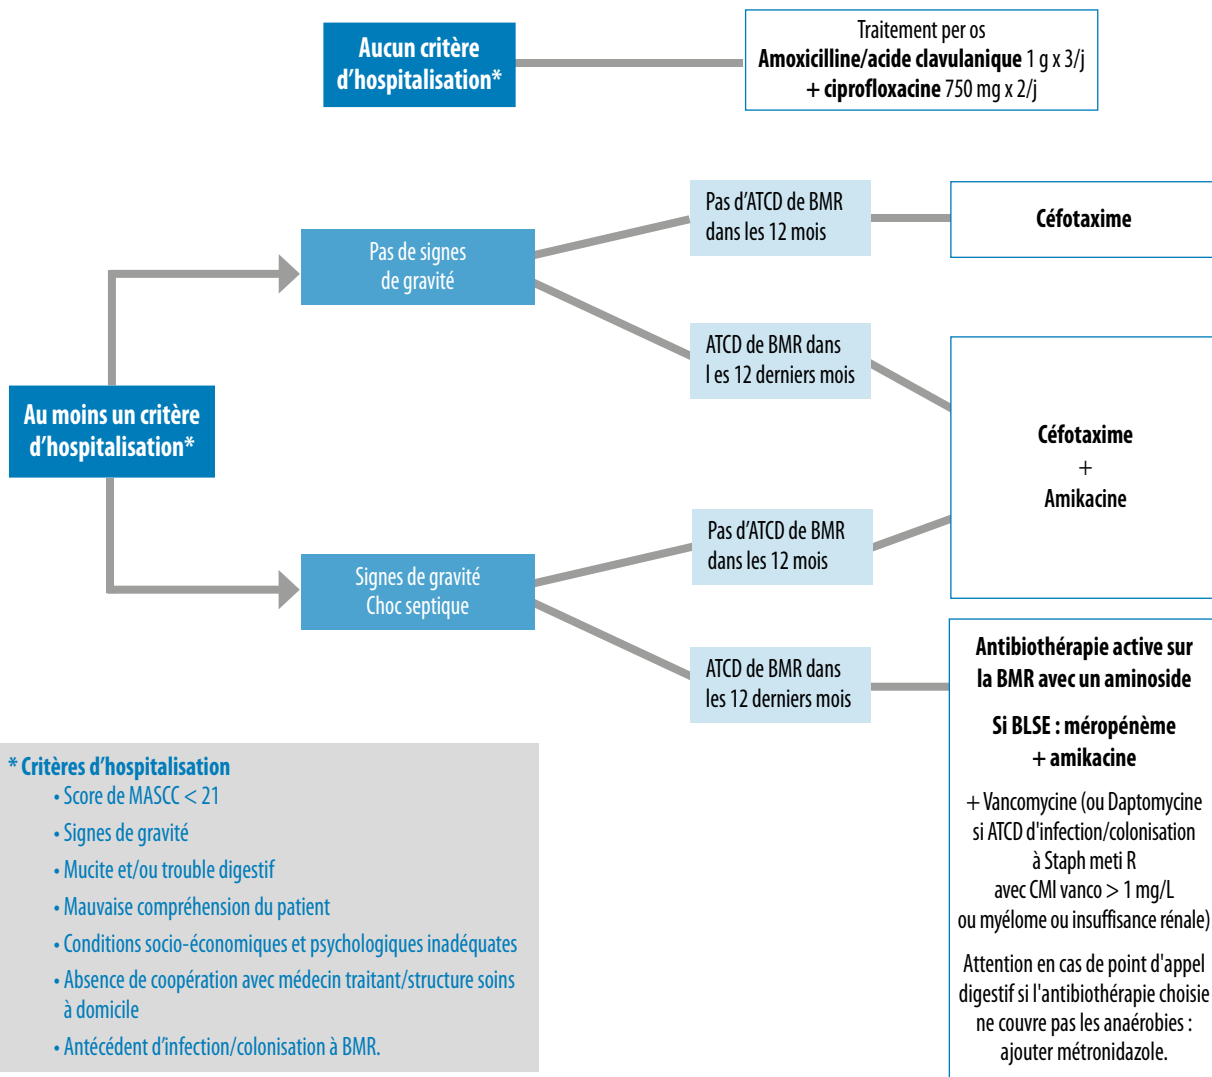 Aucun critère
d'hospitalisation*
Traitement per os
Amoxicilline/acide clavulanique 1 g x 3/j
+ ciprofloxacine 750 mg x 2/j
Au moins un critère
d'hospitalisation*
Pas de signes
de gravité
Pas d'ATCD de BMR
dans les 12 mois
Céfotaxime
ATCD de BMR dans
l es 12 derniers mois
Céfotaxime
+
Amikacine
Signes de gravité
Choc septique
Pas d'ATCD de BMR
dans les 12 mois
ATCD de BMR dans
les 12 derniers mois
Antibiothérapie active sur
la BMR avec un aminoside
Si BLSE : méropénème
+ amikacine
+ Vancomycine (ou Daptomycine
si ATCD d'infection/colonisation
à Staph meti R
avec CMI vanco > 1 mg/L
ou myélome ou insuffisance rénale)
Attention en cas de point d'appel
digestif si l'antibiothérapie choisie
ne couvre pas les anaérobies :
ajouter métronidazole.
* Critères d'hospitalisation
• Score de MASCC < 21
• Signes de gravité
• Mucite et/ou trouble digestif
• Mauvaise compréhension du patient
• Conditions socio-économiques et psychologiques inadéquates
• Absence de coopération avec médecin traitant/structure soins
à domicile
• Antécédent d'infection/colonisation à BMR.